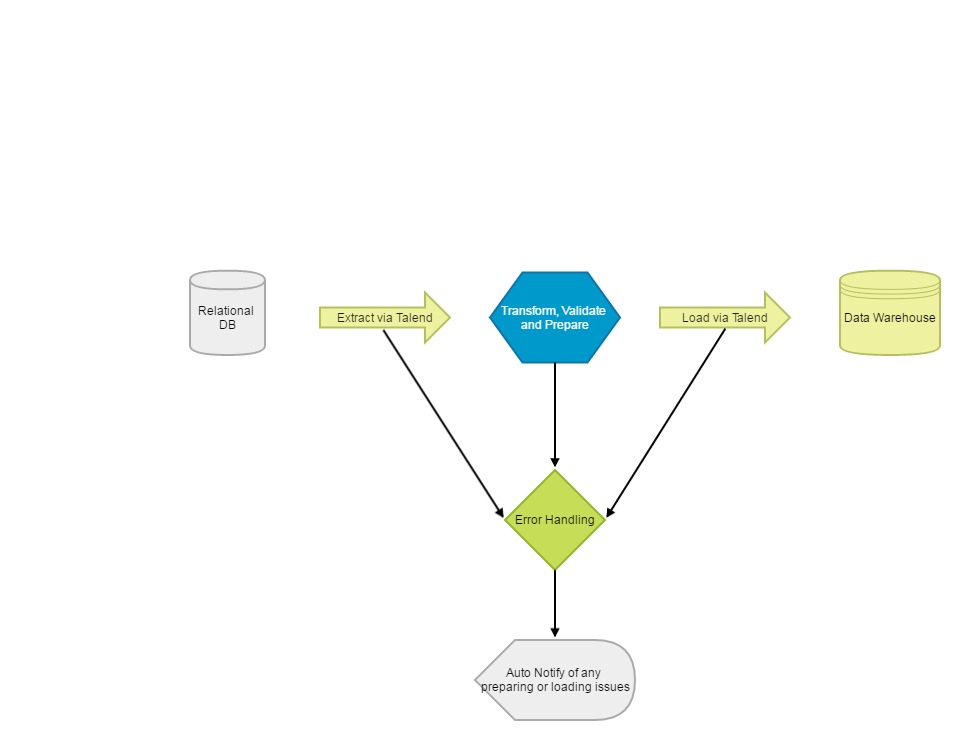 Relational
DB
Extract via Talend
Transform, Validate
and Prepare
Load via Talend
Data Warehouse
Error Handling
Auto Notify of any
preparing or loading issues